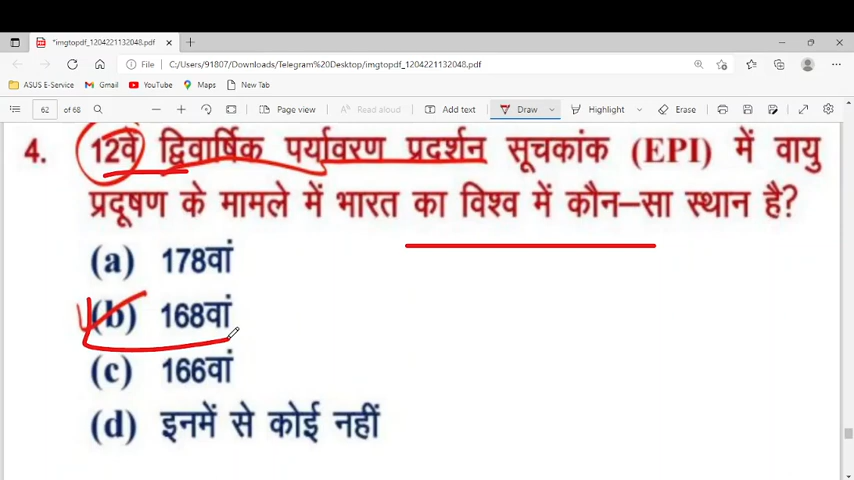 *imgtopdf_1204221132048.pdf
File C:/Users/91807/Downloads/Telegram%20Desktop/imgtopdf_1204221132048.pdf
ASUS E-Service Gmail YouTube Maps New Tab
62 of 68 Page view Read aloud Add text Draw Highlight Erase
4. 12वें द्विवार्षिक पर्यावरण प्रदर्शन सूचकांक (EPI) में वायु
प्रदूषण के मामले में भारत का विश्व में कौन–सा स्थान है?
(a) 178वां
(b) 168वां
(c) 166वां
(d) इनमें से कोई नहीं